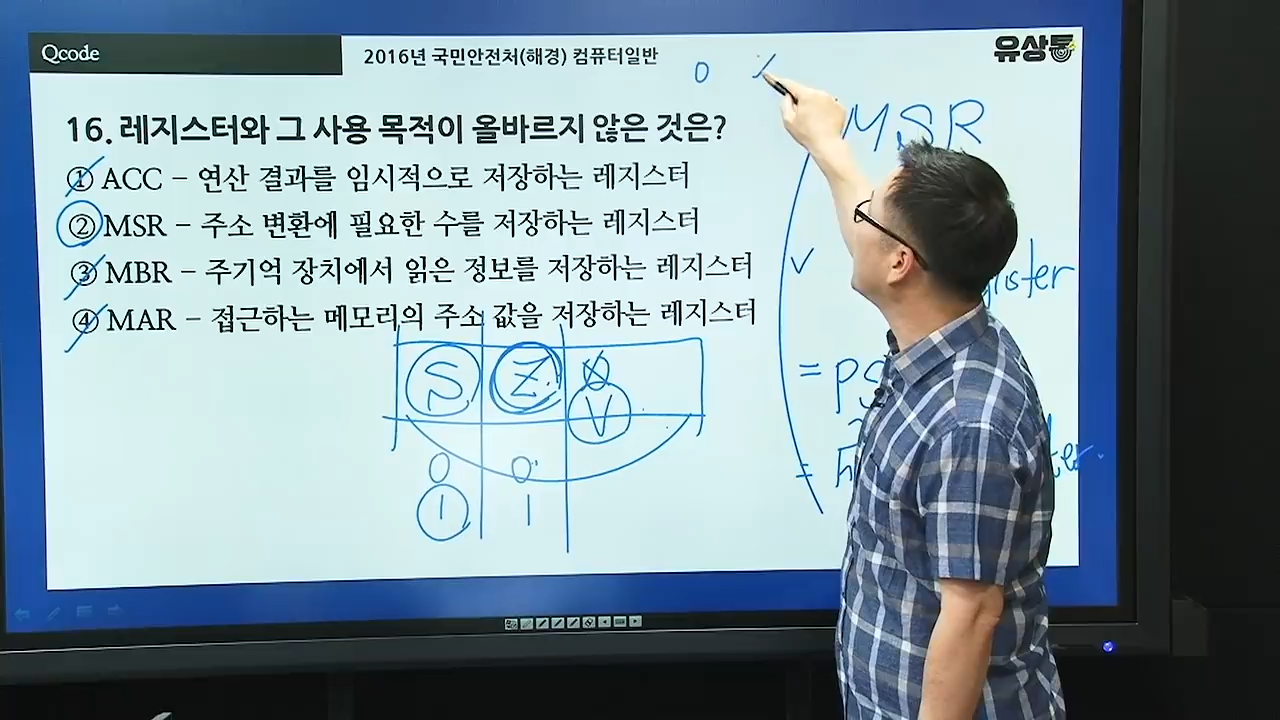 Qcode
2016년 국민안전처(해경) 컴퓨터일반
유상통
0
MSR
16. 레지스터와 그 사용 목적이 올바르지 않은 것은?
① ACC – 연산 결과를 임시적으로 저장하는 레지스터
② MSR – 주소 변환에 필요한 수를 저장하는 레지스터
③ MBR – 주기억 장치에서 읽은 정보를 저장하는 레지스터
④ MAR – 접근하는 메모리의 주소 값을 저장하는 레지스터
= PS
S Z V
0 0
1 1